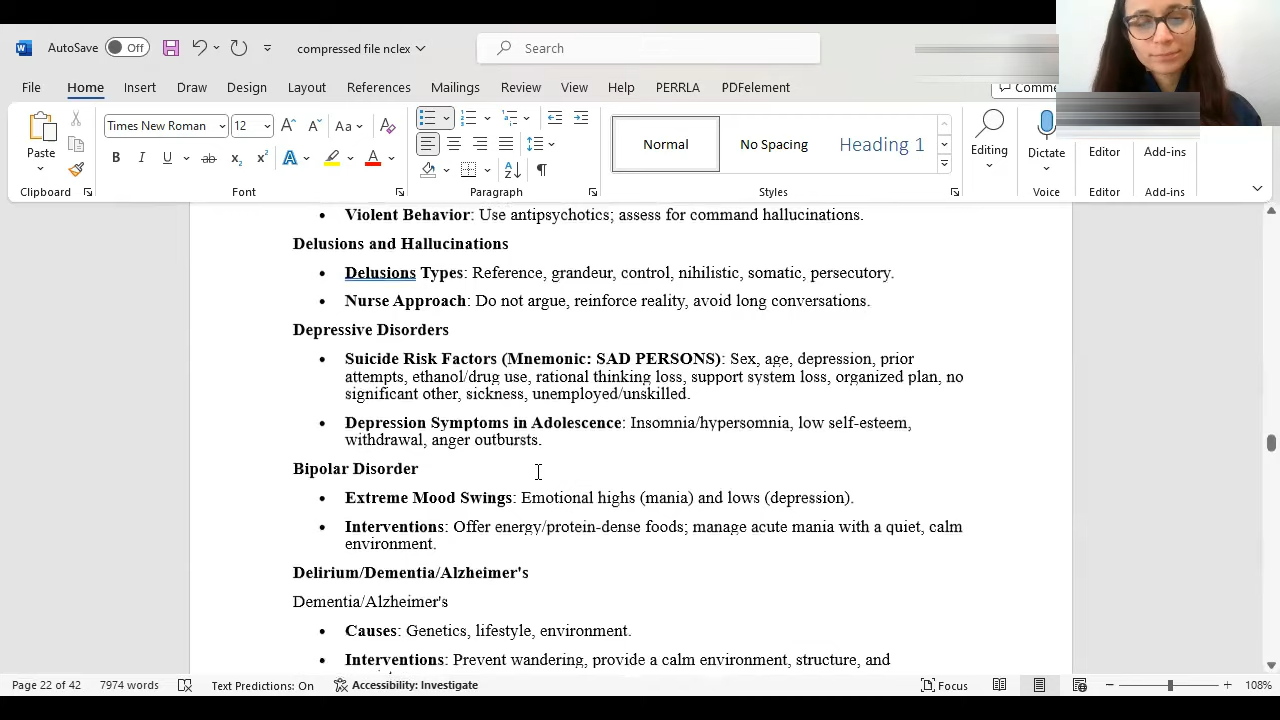 AutoSave Off compressed file nclex Search
File Home Insert Draw Design Layout References Mailings Review View Help PERRLA PDFelement
Times New Roman 12 Aa
Paste Normal No Spacing Heading 1 Editing Dictate Editor Add-ins
Clipboard Font Paragraph Styles Voice Editor Add-ins
• Violent Behavior: Use antipsychotics; assess for command hallucinations.
Delusions and Hallucinations
• Delusions Types: Reference, grandeur, control, nihilistic, somatic, persecutory.
• Nurse Approach: Do not argue, reinforce reality, avoid long conversations.
Depressive Disorders
• Suicide Risk Factors (Mnemonic: SAD PERSONS): Sex, age, depression, prior
attempts, ethanol/drug use, rational thinking loss, support system loss, organized plan, no
significant other, sickness, unemployed/unskilled.
• Depression Symptoms in Adolescence: Insomnia/hypersomnia, low self-esteem,
withdrawal, anger outbursts.
Bipolar Disorder
• Extreme Mood Swings: Emotional highs (mania) and lows (depression).
• Interventions: Offer energy/protein-dense foods; manage acute mania with a quiet, calm
environment.
Delirium/Dementia/Alzheimer's
Dementia/Alzheimer's
• Causes: Genetics, lifestyle, environment.
• Interventions: Prevent wandering, provide a calm environment, structure, and
Page 22 of 42 7974 words Text Predictions: On Accessibility: Investigate Focus 108%